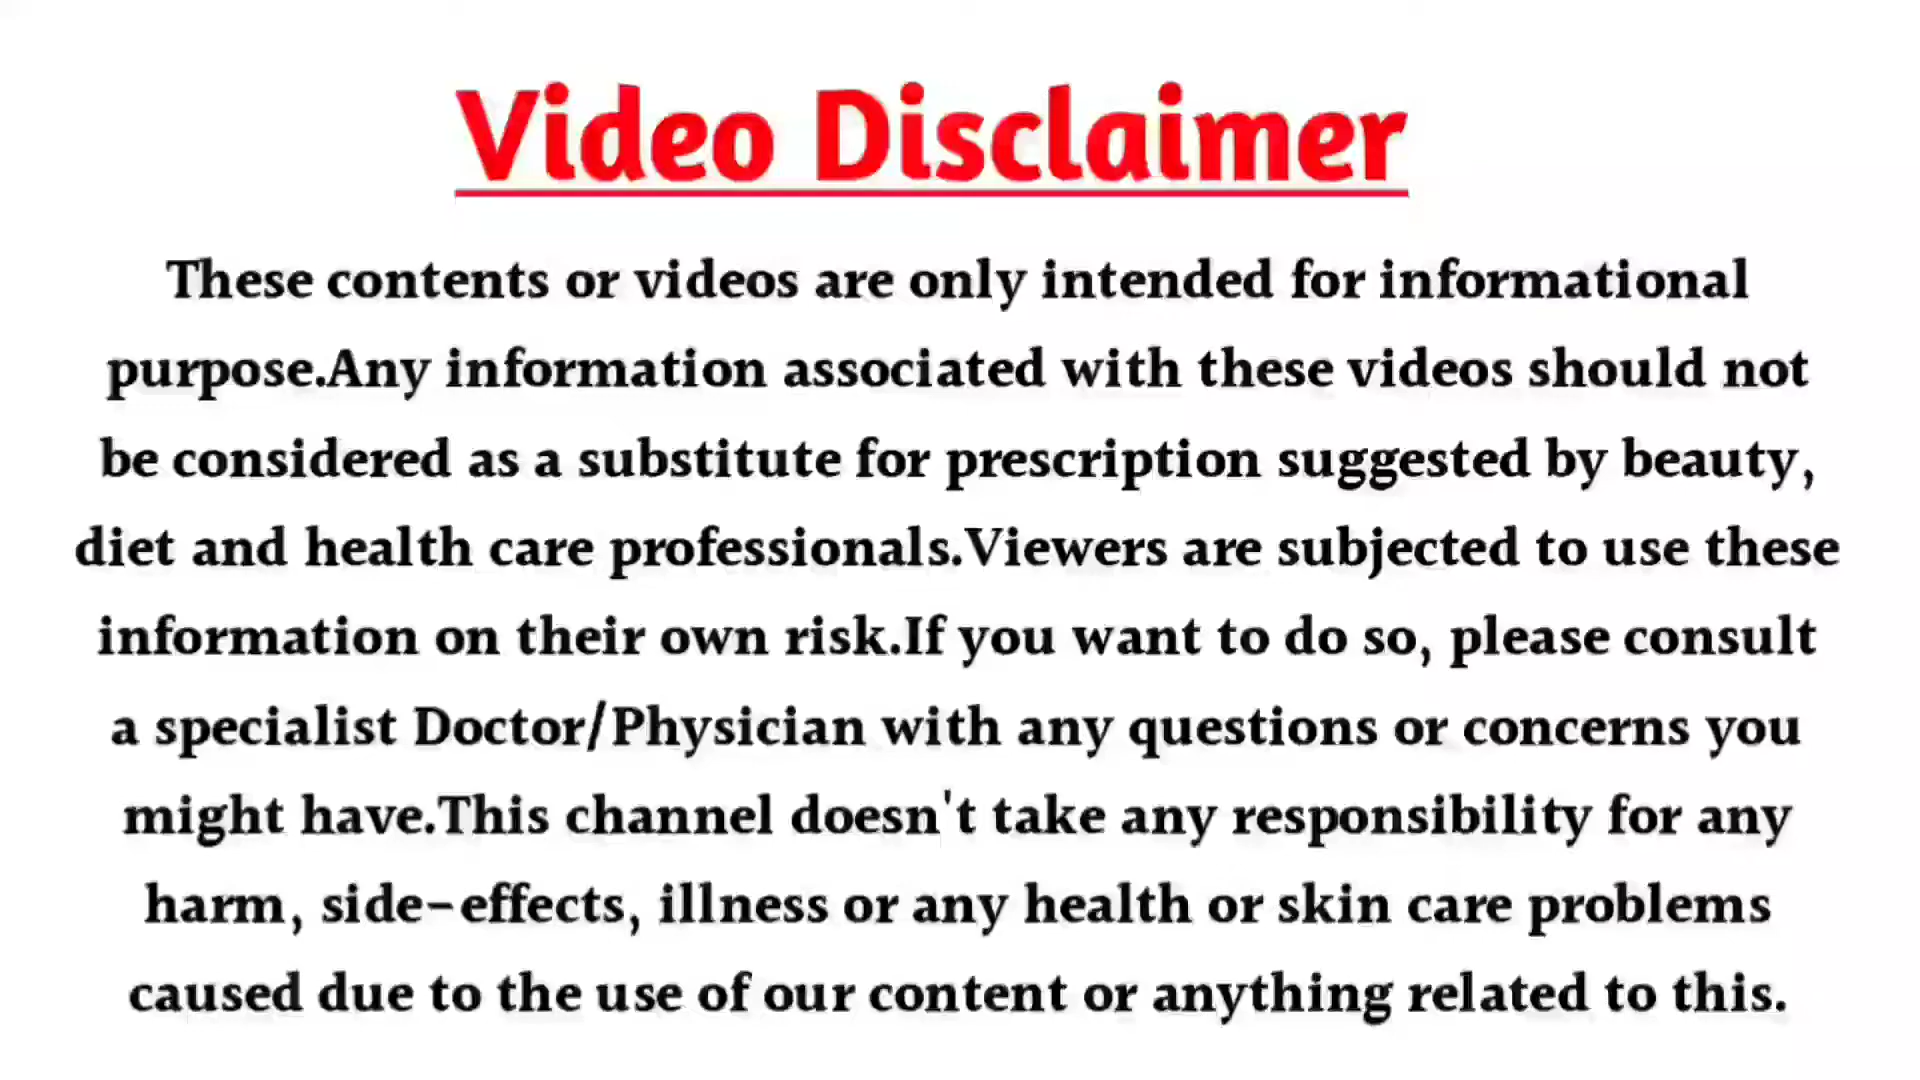 Video Disclaimer
These contents or videos are only intended for informational
purpose.Any information associated with these videos should not
be considered as a substitute for prescription suggested by beauty,
diet and health care professionals.Viewers are subjected to use these
information on their own risk.If you want to do so, please consult
a specialist Doctor/Physician with any questions or concerns you
might have.This channel doesn't take any responsibility for any
harm, side-effects, illness or any health or skin care problems
caused due to the use of our content or anything related to this.